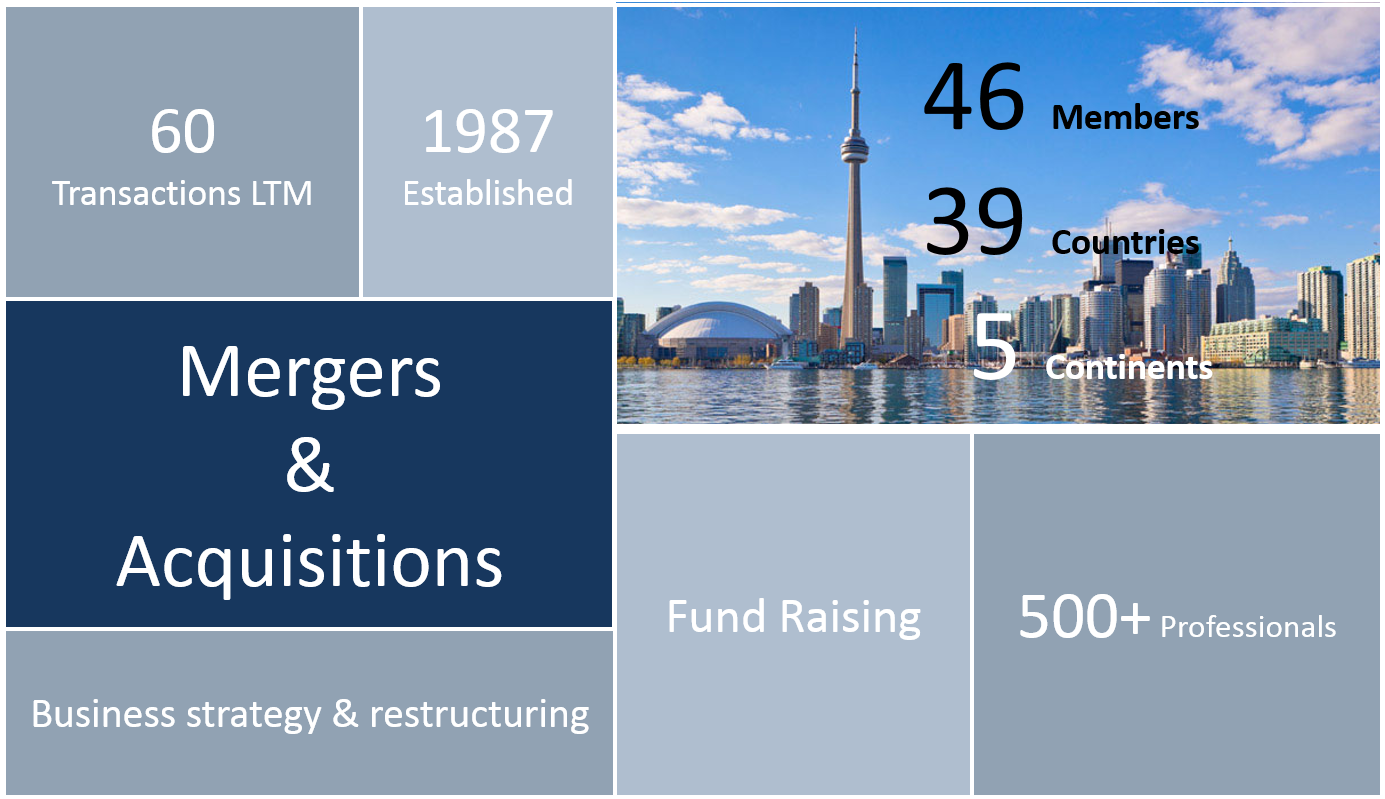 60
Transactions LTM
1987
Established
46 Members
39 Countries
5 Continents
Mergers
&
Acquisitions
Business strategy & restructuring
Fund Raising
500+ Professionals